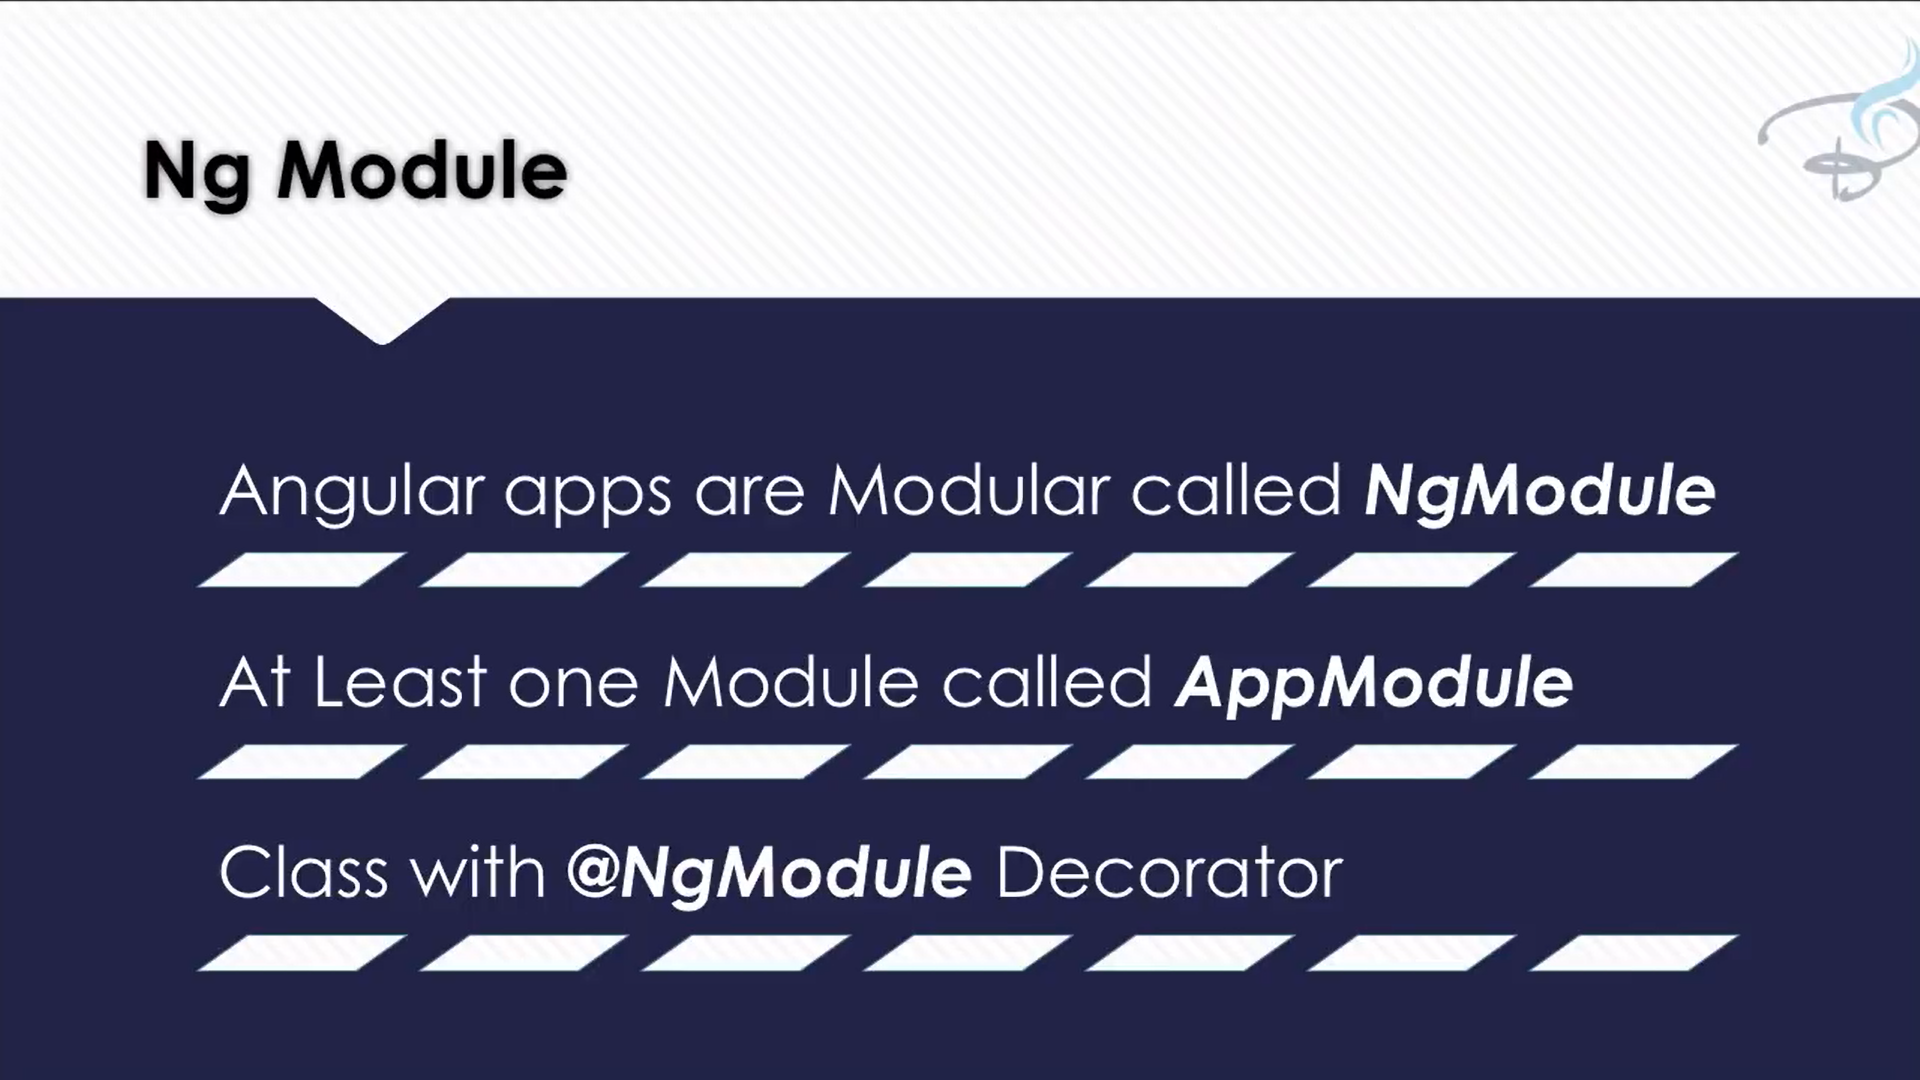 Ng Module
Angular apps are Modular called NgModule
At Least one Module called AppModule
Class with @NgModule Decorator